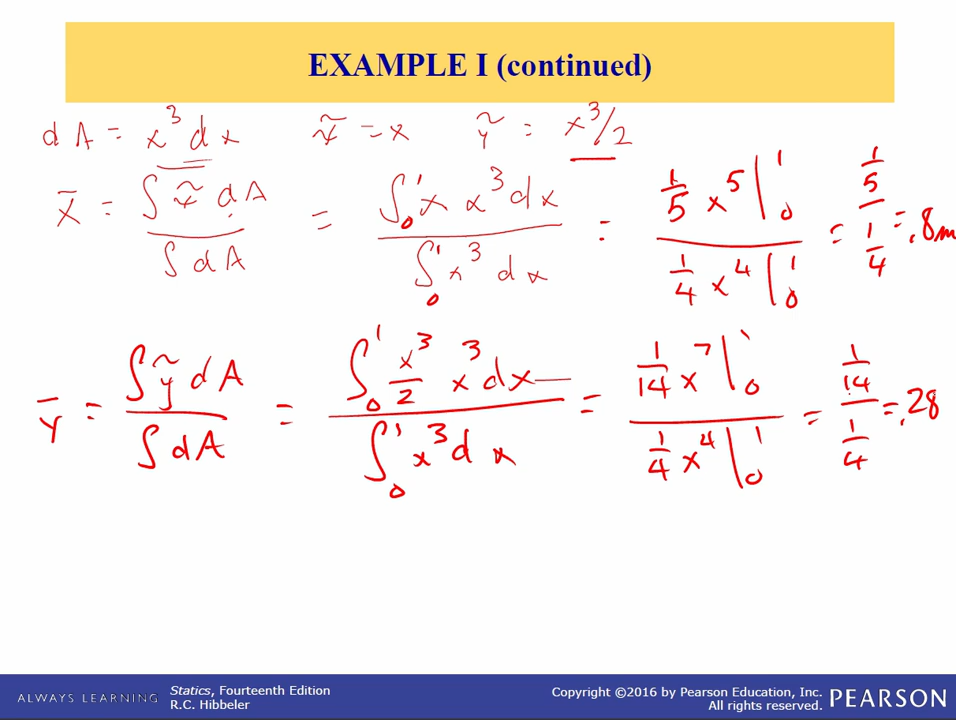 EXAMPLE I (continued)
dA = x³ dx    x̃ = x    ỹ = x³/2
x̄ = ∫ x̃ dA / ∫ dA = ∫₀¹ x x³ dx / ∫₀¹ x³ dx = 1/5 x⁵ |₀¹ / 1/4 x⁴ |₀¹ = 1/5 / 1/4 = .8m
ȳ = ∫ ỹ dA / ∫ dA = ∫₀¹ x³/2 x³ dx / ∫₀¹ x³ dx = 1/14 x⁷ |₀¹ / 1/4 x⁴ |₀¹ = 1/14 / 1/4 = .28
ALWAYS LEARNING
Statics, Fourteenth Edition
R.C. Hibbeler
Copyright ©2016 by Pearson Education, Inc.
All rights reserved.
PEARSON